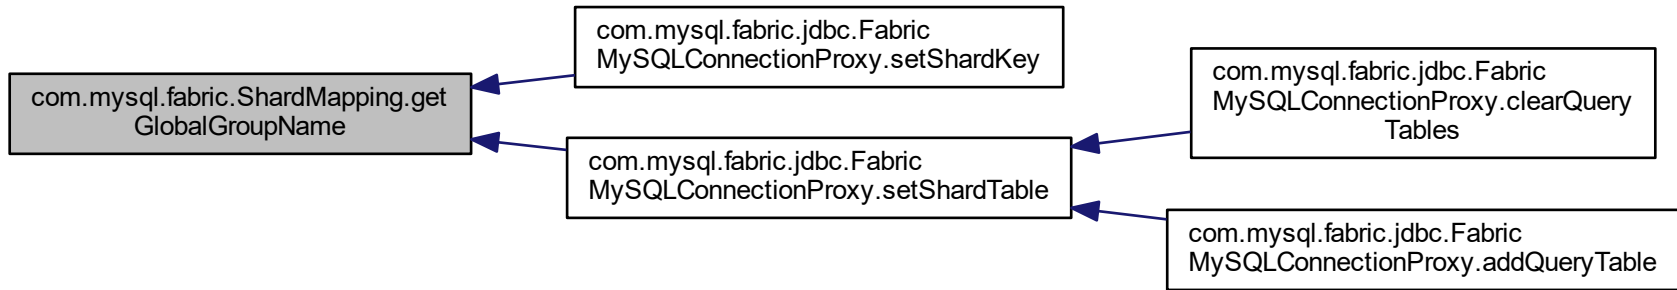 com.mysql.fabric.ShardMapping.get
GlobalGroupName
com.mysql.fabric.jdbc.Fabric
MySQLConnectionProxy.setShardKey
com.mysql.fabric.jdbc.Fabric
MySQLConnectionProxy.setShardTable
com.mysql.fabric.jdbc.Fabric
MySQLConnectionProxy.clearQuery
Tables
com.mysql.fabric.jdbc.Fabric
MySQLConnectionProxy.addQueryTable